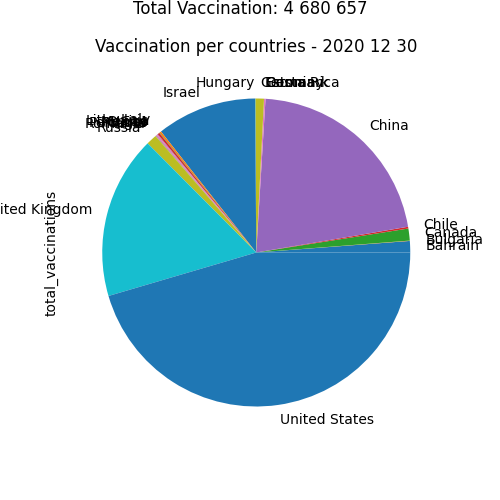 Total Vaccination: 4 680 657
Vaccination per countries - 2020 12 30
Hungary
Israel
China
Russia
Chile
Canada
Bulgaria
Bahrain
ited Kingdom
total_vaccinations
United States